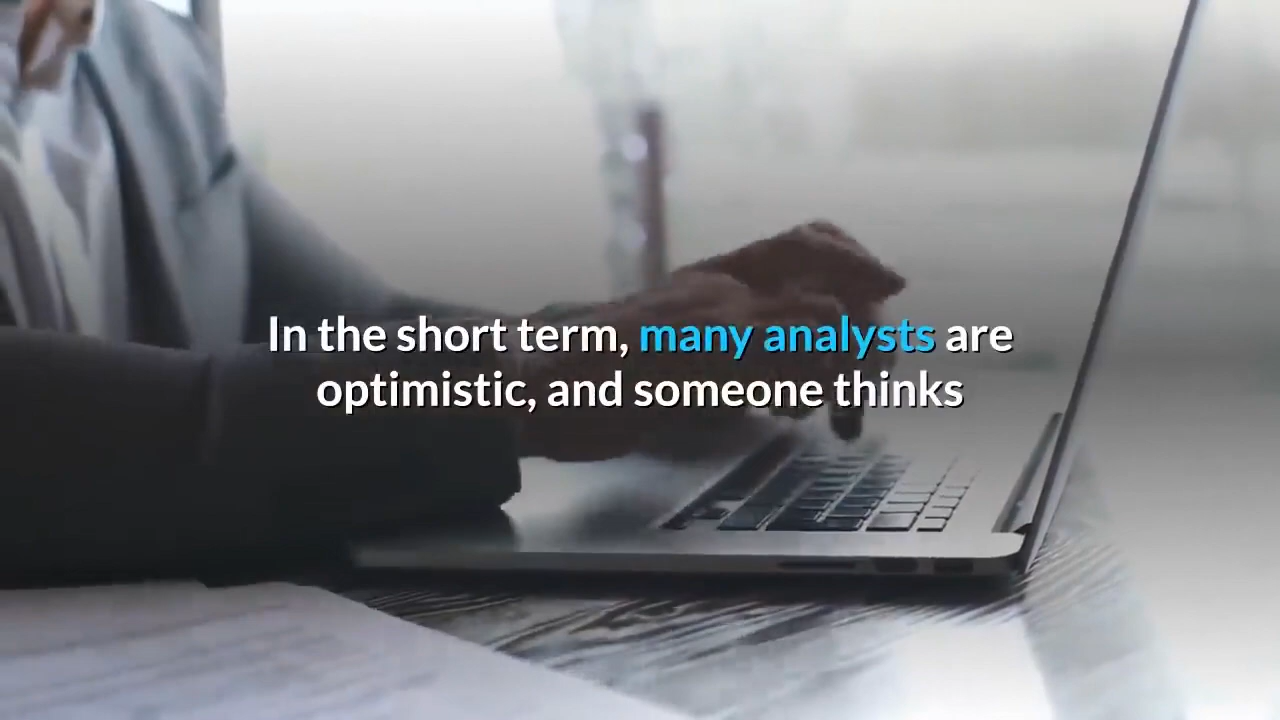 In the short term, many analysts are
optimistic, and someone thinks